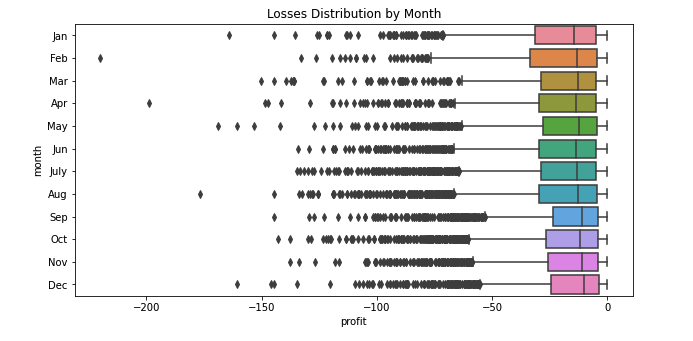 Losses Distribution by Month
month
Jan
Feb
Mar
Apr
May
Jun
July
Aug
Sep
Oct
Nov
Dec
−200 −150 −100 −50 0
profit